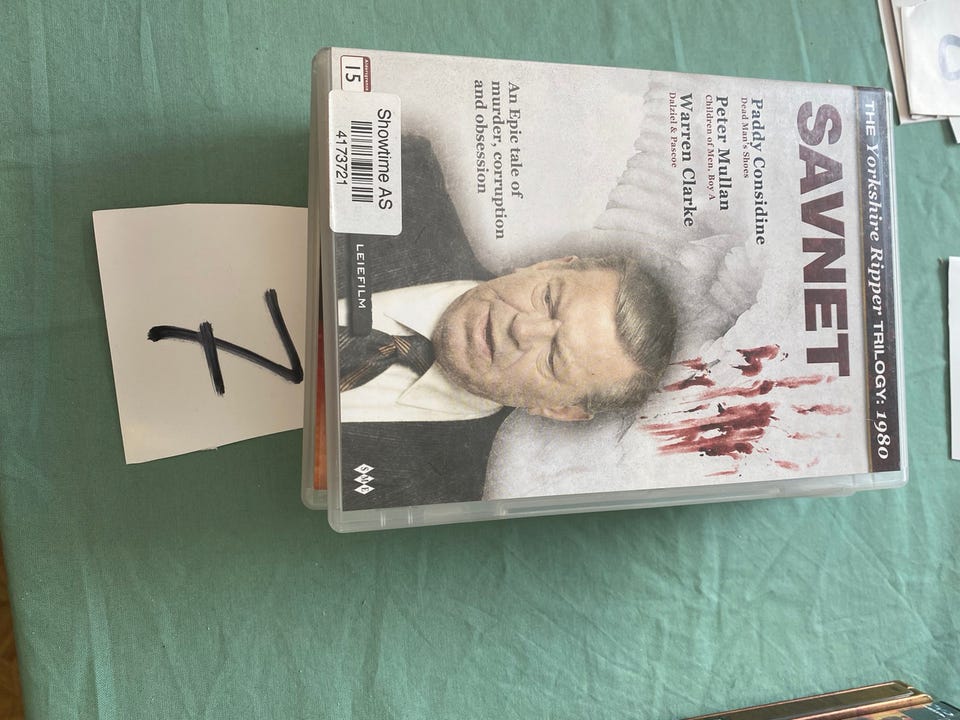 THE Yorkshire Ripper TRILOGY: 1980
SAVNET
Paddy Considine
Dead Man's Shoes
Peter Mullan
Children of Men, Boy A
Warren Clarke
Dalziel & Pascoe
An Epic tale of
murder, corruption
and obsession
15
Showtime AS
4173721
LEIEFILM
SMD
7